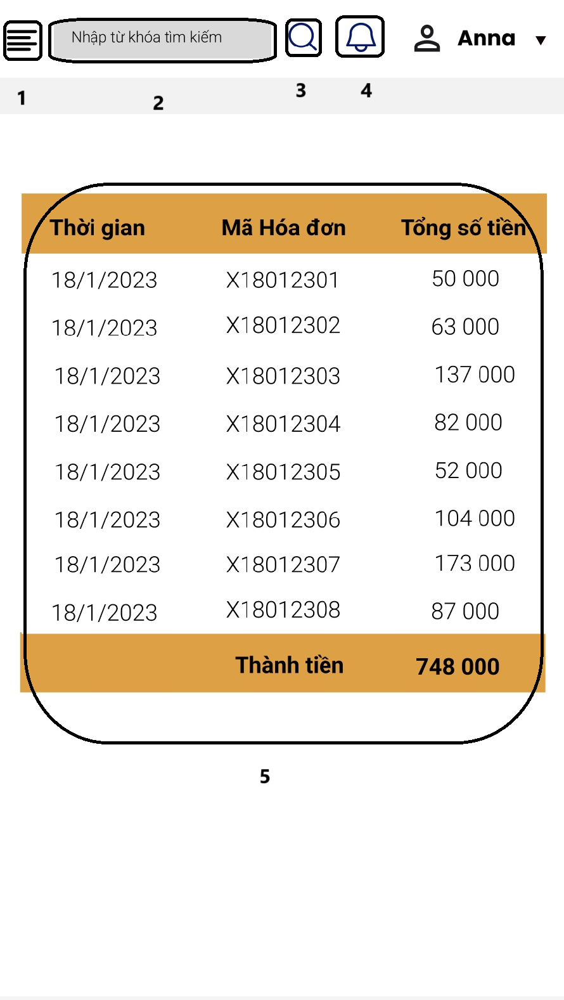 Nhập từ khóa tìm kiếm
Anna
1 2 3 4
Thời gian Mã Hóa đơn Tổng số tiền
18/1/2023 X18012301 50 000
18/1/2023 X18012302 63 000
18/1/2023 X18012303 137 000
18/1/2023 X18012304 82 000
18/1/2023 X18012305 52 000
18/1/2023 X18012306 104 000
18/1/2023 X18012307 173 000
18/1/2023 X18012308 87 000
Thành tiền 748 000
5